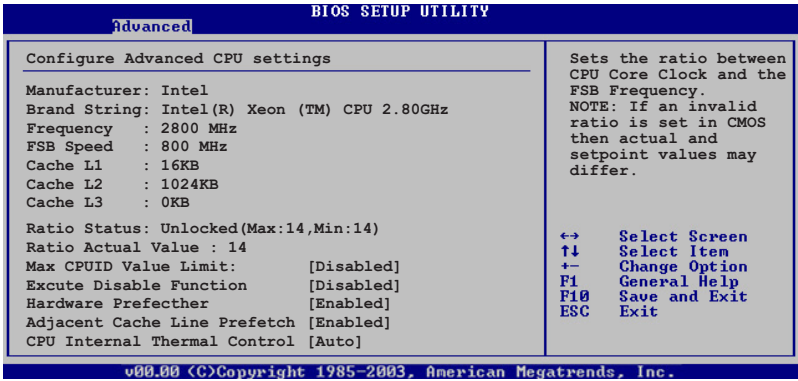 BIOS SETUP UTILITY
Advanced
Configure Advanced CPU settings
Manufacturer: Intel
Brand String: Intel(R) Xeon (TM) CPU 2.80GHz
Frequency : 2800 MHz
FSB Speed : 800 MHz
Cache L1 : 16KB
Cache L2 : 1024KB
Cache L3 : 0KB
Ratio Status: Unlocked(Max:14,Min:14)
Ratio Actual Value : 14
Max CPUID Value Limit: [Disabled]
Excute Disable Function [Disabled]
Hardware Prefecther [Enabled]
Adjacent Cache Line Prefetch [Enabled]
CPU Internal Thermal Control [Auto]
Sets the ratio between
CPU Core Clock and the
FSB Frequency.
NOTE: If an invalid
ratio is set in CMOS
then actual and
setpoint values may
differ.
←→ Select Screen
↑↓ Select Item
+- Change Option
F1 General Help
F10 Save and Exit
ESC Exit
v00.00 (C)Copyright 1985-2003, American Megatrends, Inc.